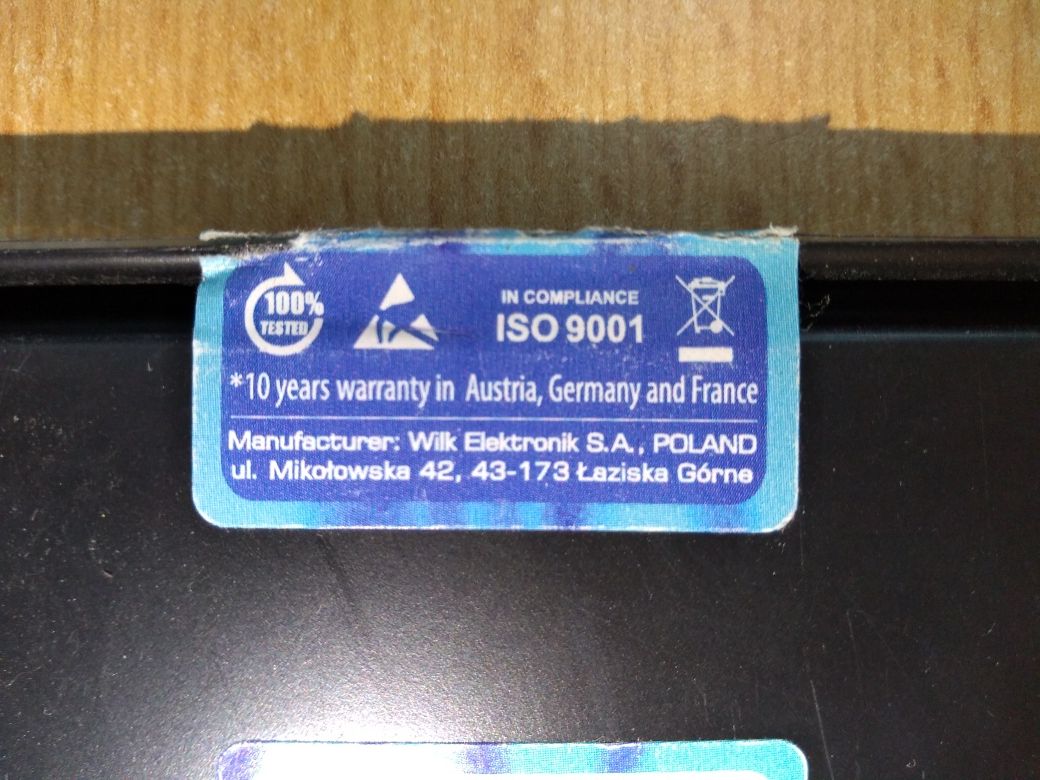 100%
TESTED
IN COMPLIANCE
ISO 9001
*10 years warranty in Austria, Germany and France
Manufacturer: Wilk Elektronik S.A., POLAND
ul. Mikołowska 42, 43-173 Łaziska Górne